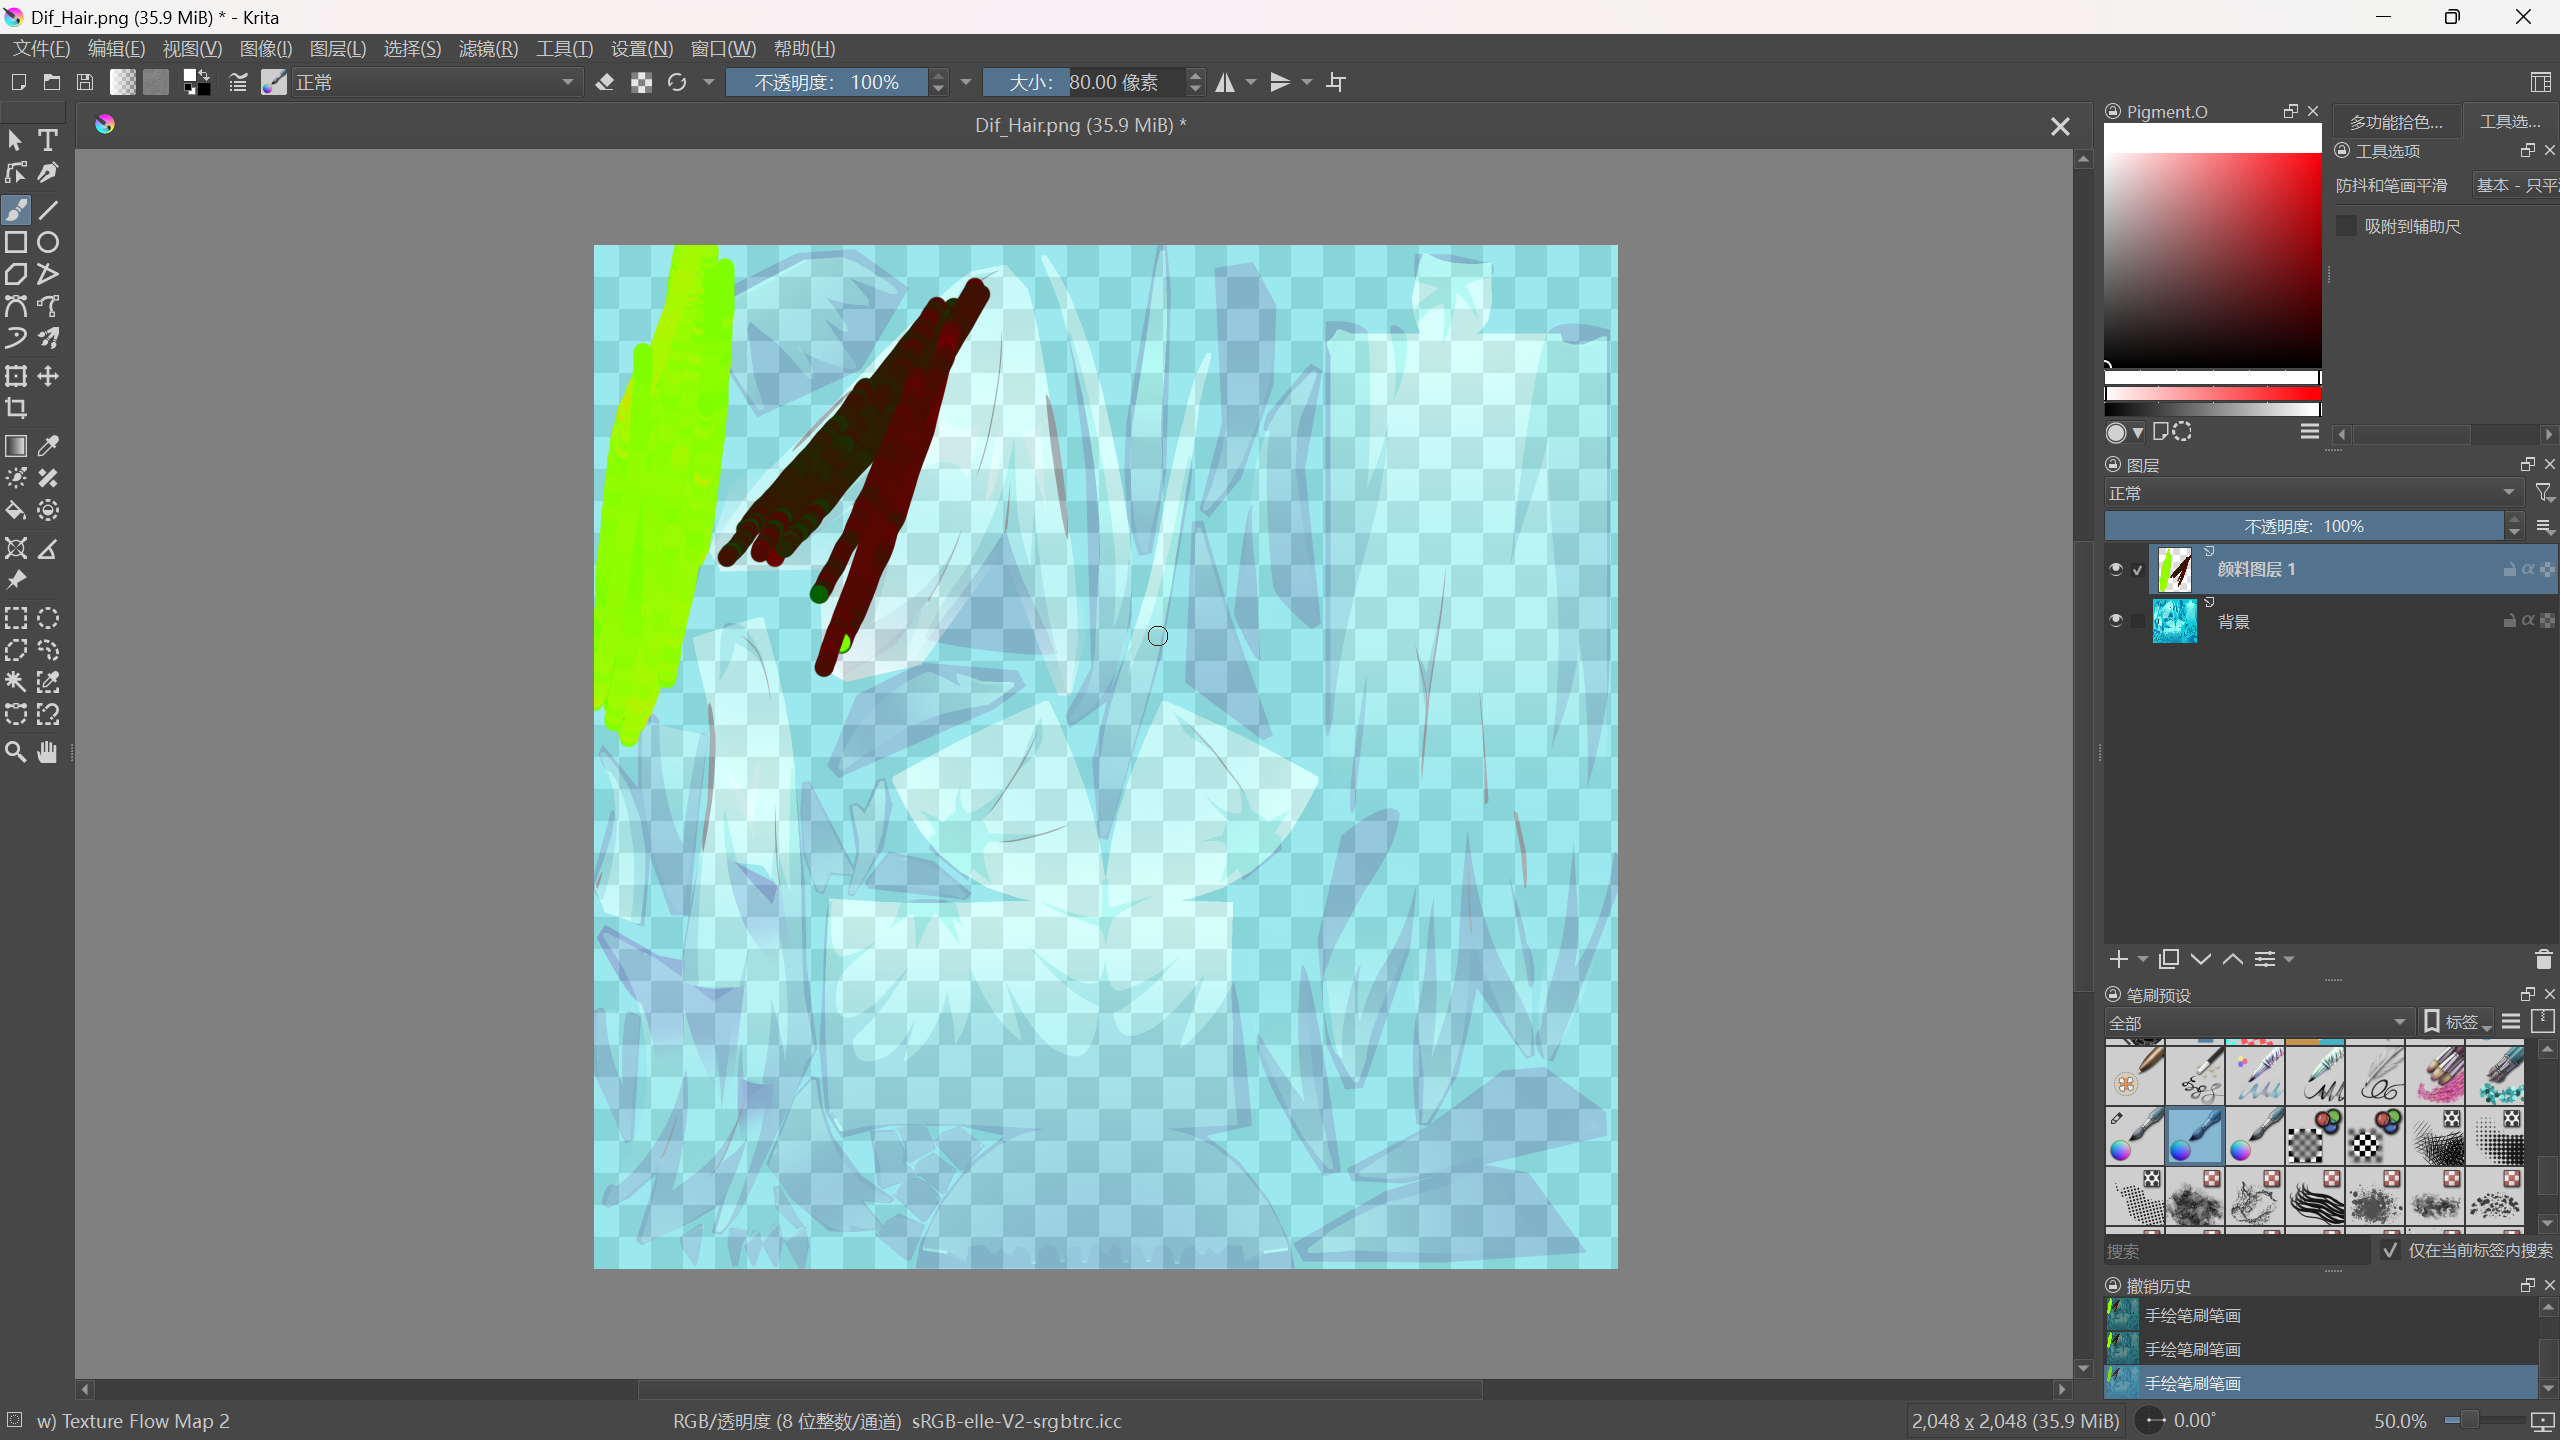 Dif_Hair.png (35.9 MiB) * - Krita
文件(F) 编辑(E) 视图(V) 图像(I) 图层(L) 选择(S) 滤镜(R) 工具(T) 设置(N) 窗口(W) 帮助(H)
正常 不透明度: 100% 大小: 80.00 像素
Dif_Hair.png (35.9 MiB) *
Pigment.O
多功能拾色... 工具选...
工具选项
防抖和笔画平滑 基本 - 只平
吸附到辅助尺
图层
正常
不透明度: 100%
颜料图层 1
背景
笔刷预设
全部 标签
搜索 仅在当前标签内搜索
撤销历史
手绘笔刷笔画
手绘笔刷笔画
手绘笔刷笔画
w) Texture Flow Map 2 RGB/透明度 (8 位整数/通道) sRGB-elle-V2-srgbtrc.icc 2,048 x 2,048 (35.9 MiB) 0.00° 50.0%